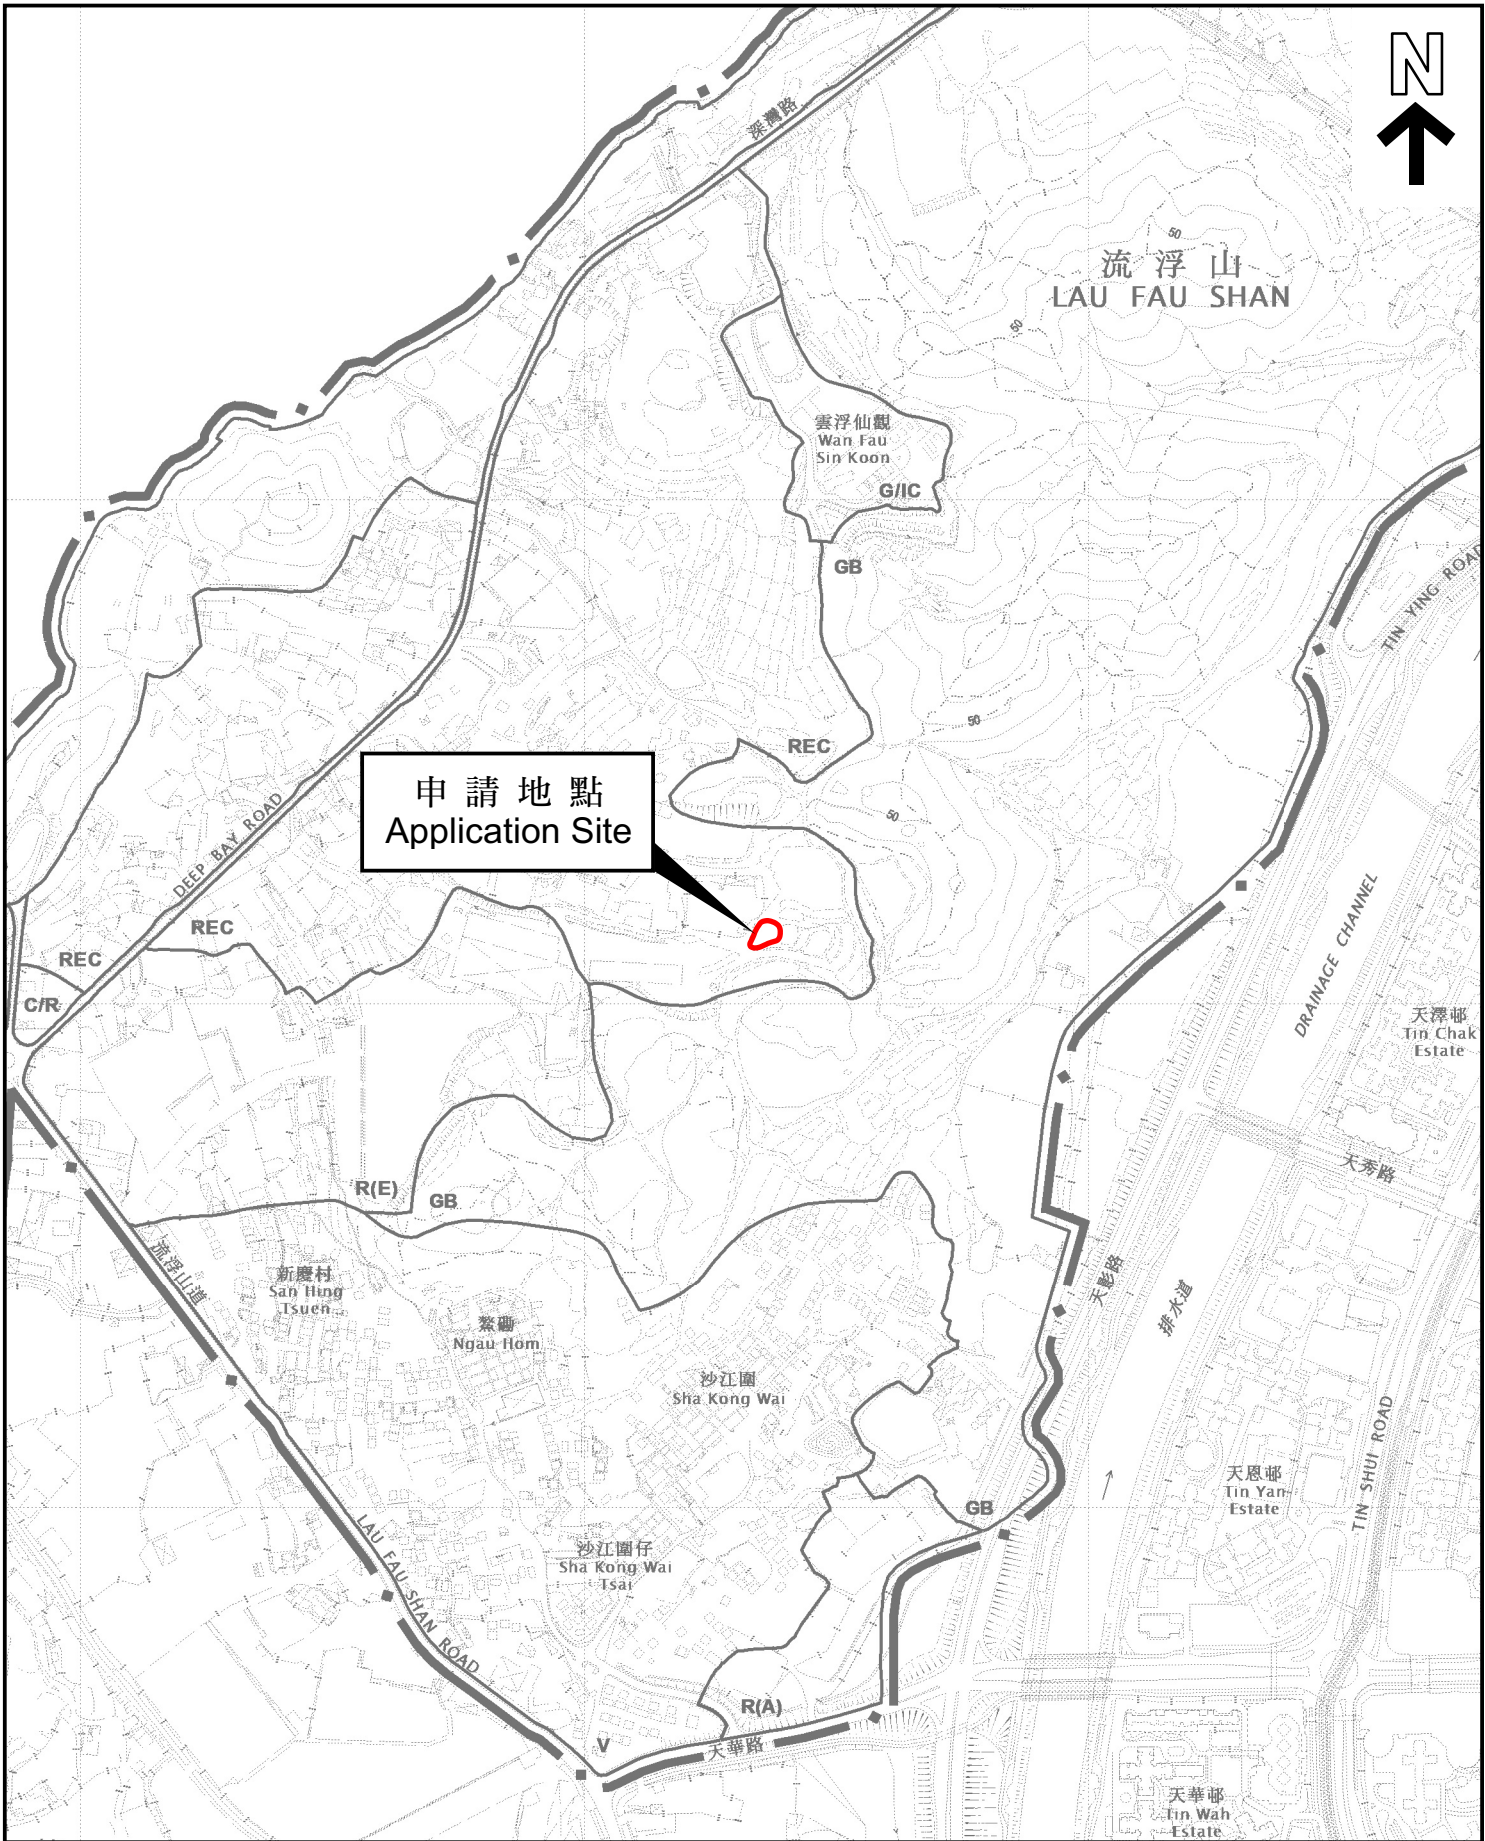 N
深灣路
50
流浮山
LAU FAU SHAN
50
雲浮仙觀
Wan Fau
Sin Koon
G/IC
GB
TIN YING ROAD
50
REC
申請地點
Application Site
50
DEEP BAY ROAD
REC
REC
C/R
DRAINAGE CHANNEL
天澤邨
Tin Chak
Estate
天秀路
R(E)
GB
流浮山道
新慶村
San Hing
Tsuen
天影路
排水道
鰲磡
Ngau Hom
沙江圍
Sha Kong Wai
TIN SHUI ROAD
天恩邨
Tin Yan
Estate
GB
LAU FAU SHAN ROAD
沙江圍仔
Sha Kong Wai
Tsai
R(A)
V
天華路
天華邨
Tin Wah
Estate